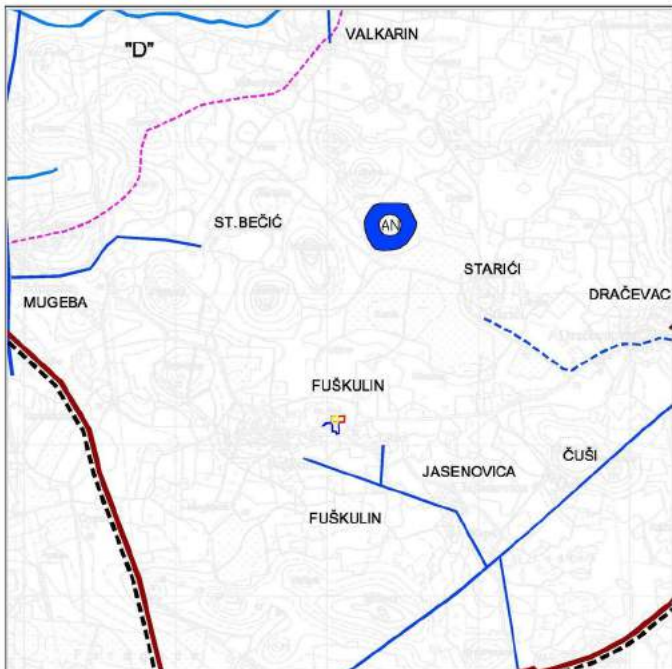 VALKARIN
"D"
ST.BEČIĆ
AN
STARIĆI
DRAČEVAC
MUGEBA
FUŠKULIN
ČUŠI
JASENOVICA
FUŠKULIN